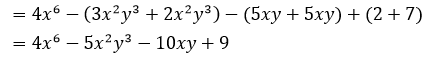 = 4x⁶ − (3x²y³ + 2x²y³) − (5xy + 5xy) + (2 + 7)
= 4x⁶ − 5x²y³ − 10xy + 9